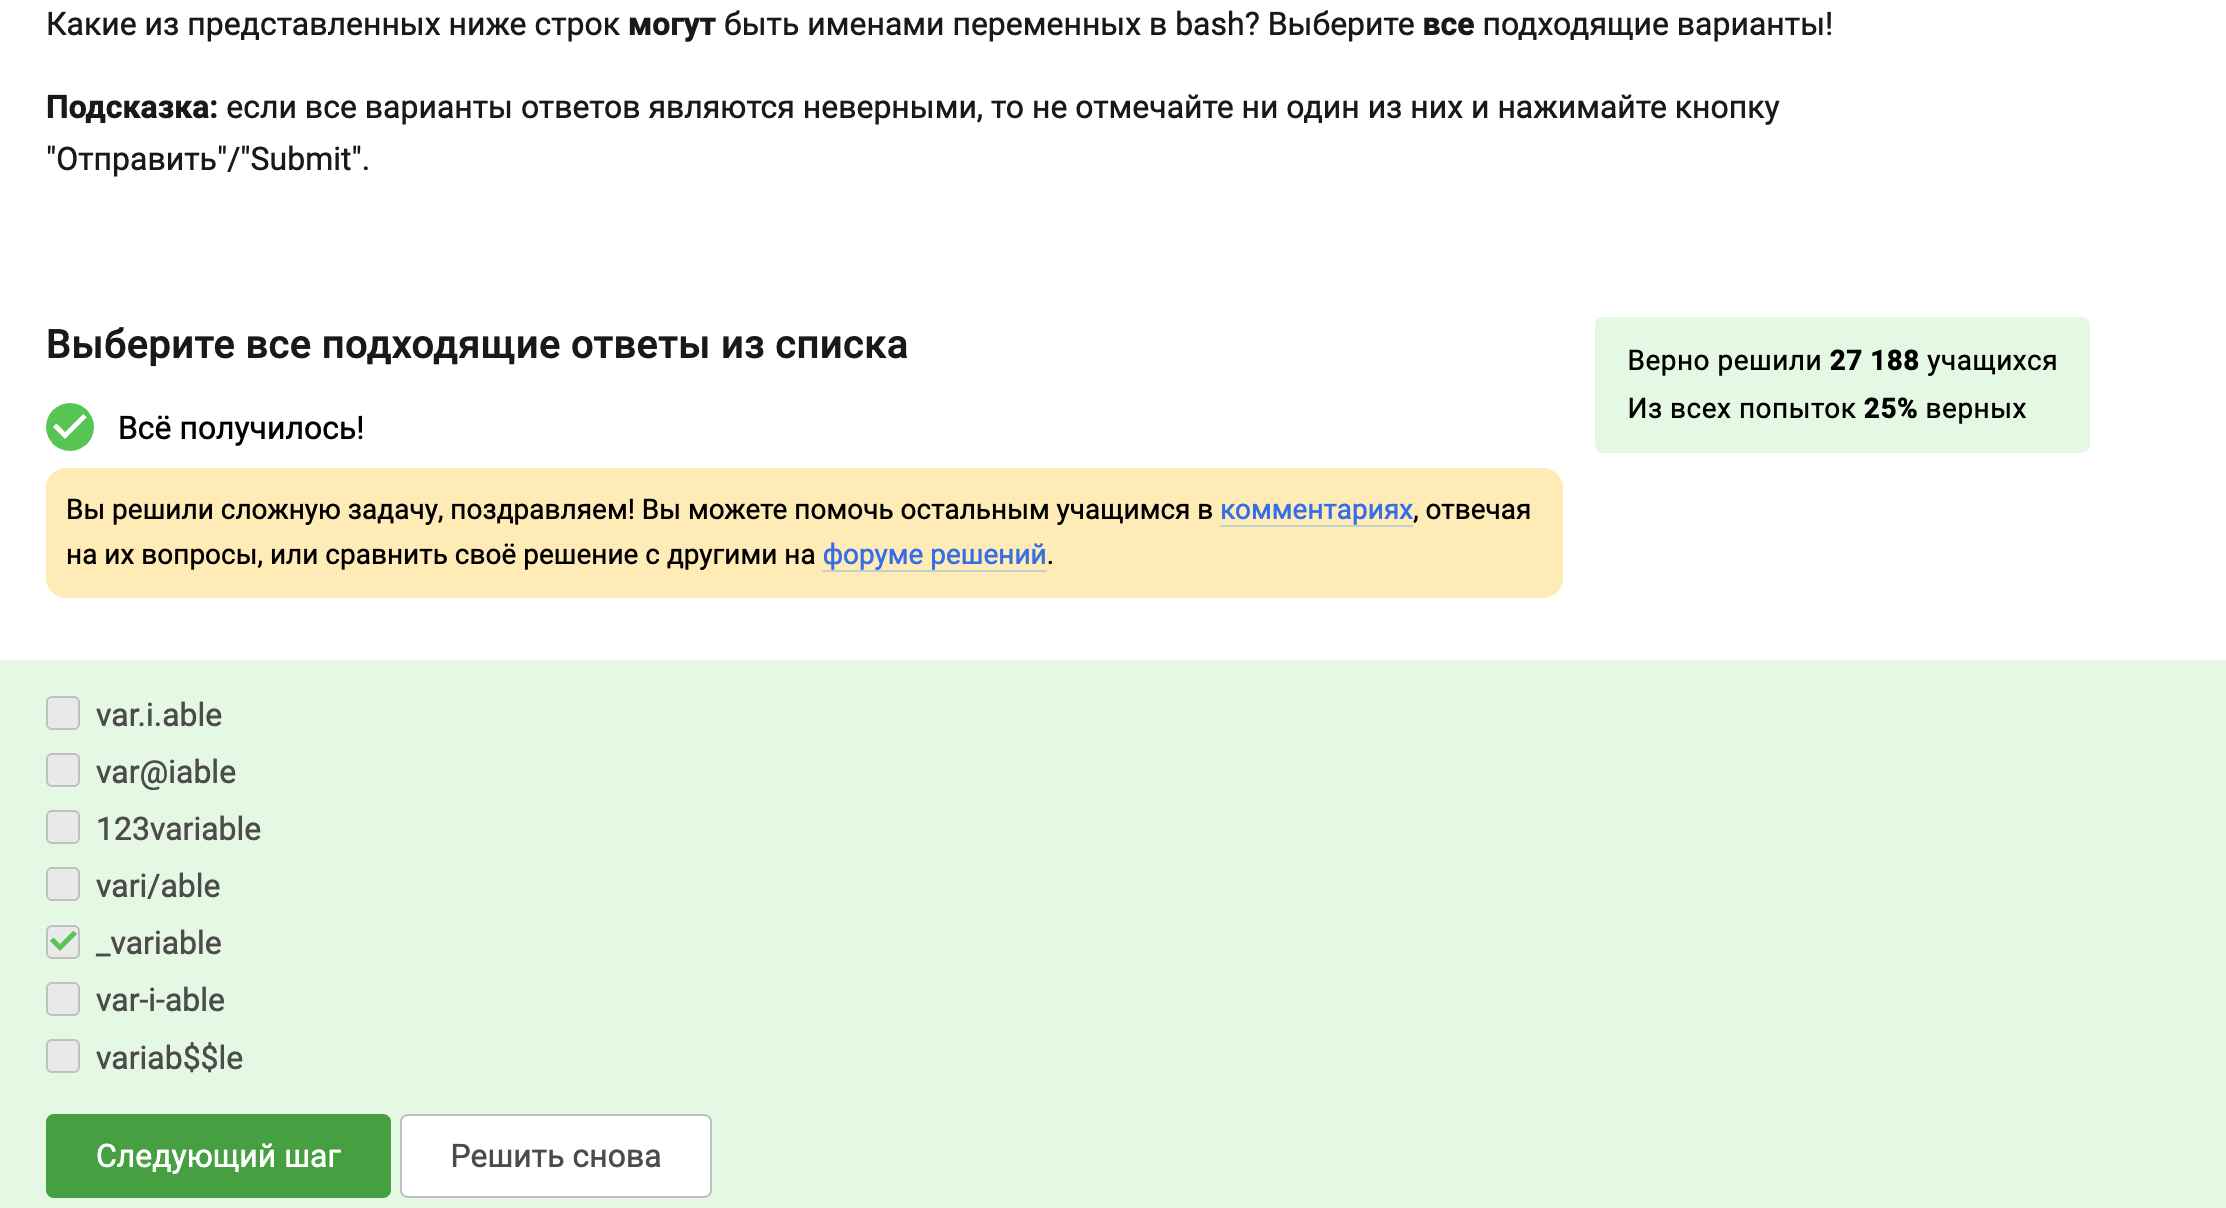 Какие из представленных ниже строк могут быть именами переменных в bash? Выберите все подходящие варианты!
Подсказка: если все варианты ответов являются неверными, то не отмечайте ни один из них и нажимайте кнопку
"Отправить"/"Submit".
Выберите все подходящие ответы из списка
Верно решили 27 188 учащихся
Из всех попыток 25% верных
Всё получилось!
Вы решили сложную задачу, поздравляем! Вы можете помочь остальным учащимся в комментариях, отвечая
на их вопросы, или сравнить своё решение с другими на форуме решений.
var.i.able
var@iable
123variable
vari/able
_variable
var-i-able
variab$$le
Следующий шаг
Решить снова